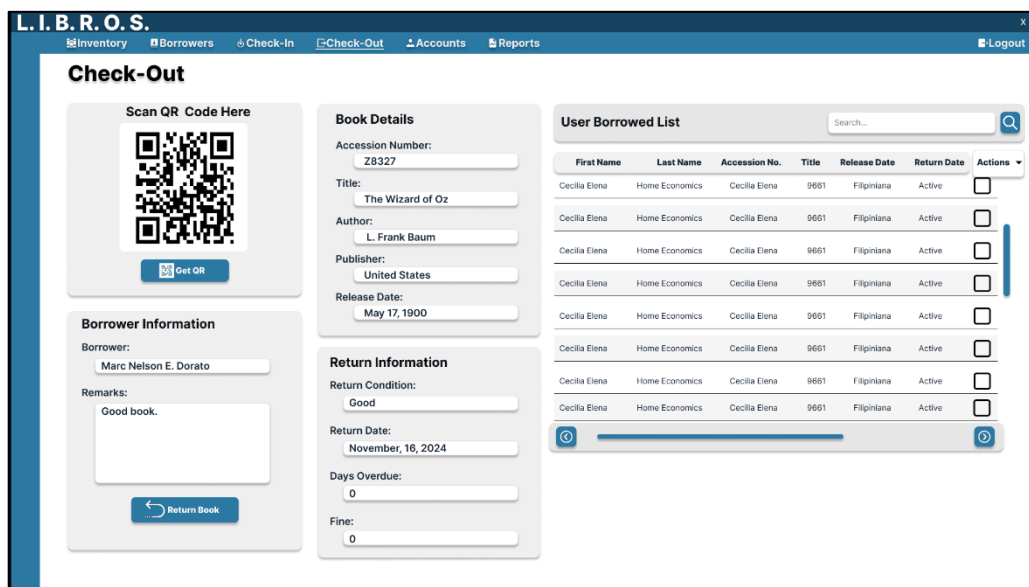 L. I. B. R. O. S.
x
Inventory Borrowers Check-In Check-Out Accounts Reports Logout
Check-Out
Scan QR Code Here
Get QR
Borrower Information
Borrower:
Marc Nelson E. Dorato
Remarks:
Good book.
Return Book
Book Details
Accession Number:
Z8327
Title:
The Wizard of Oz
Author:
L. Frank Baum
Publisher:
United States
Release Date:
May 17, 1900
Return Information
Return Condition:
Good
Return Date:
November, 16, 2024
Days Overdue:
0
Fine:
0
User Borrowed List
Search...
First Name Last Name Accession No. Title Release Date Return Date Actions
Cecilia Elena Home Economics Cecilia Elena 9661 Filipiniana Active
Cecilia Elena Home Economics Cecilia Elena 9661 Filipiniana Active
Cecilia Elena Home Economics Cecilia Elena 9661 Filipiniana Active
Cecilia Elena Home Economics Cecilia Elena 9661 Filipiniana Active
Cecilia Elena Home Economics Cecilia Elena 9661 Filipiniana Active
Cecilia Elena Home Economics Cecilia Elena 9661 Filipiniana Active
Cecilia Elena Home Economics Cecilia Elena 9661 Filipiniana Active
Cecilia Elena Home Economics Cecilia Elena 9661 Filipiniana Active